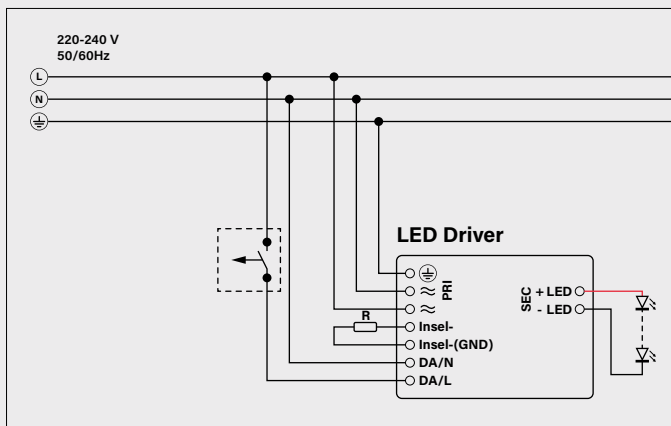 220-240 V
50/60Hz
L
N
LED Driver
PRI
SEC
+ LED
- LED
R
Insel-
Insel-(GND)
DA/N
DA/L